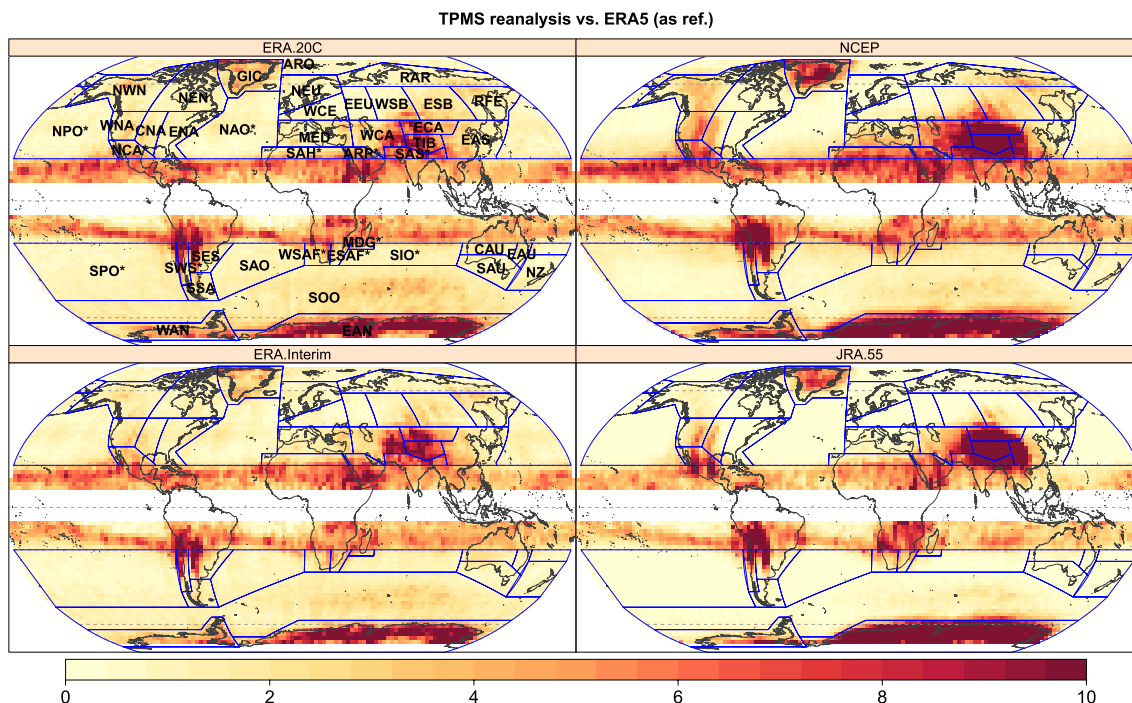 TPMS reanalysis vs. ERA5 (as ref.)
ERA.20C
NCEP
ARO
GIC
RAR
NWN
NEN
NEU
WCE
EEU
WSB
ESB
RFE
NPO*
WNA
CNA
ENA
NAO*
MED
WCA
ECA
TIB
EAS
NCA*
SAH*
ARP*
SAS*
MDG*
SPO*
SWS*
SES
SAO
WSAF*
ESAF*
SIO*
CAU
EAU
SAU
NZ
SSA
SOO
WAN
EAN
ERA.Interim
JRA.55
0 2 4 6 8 10